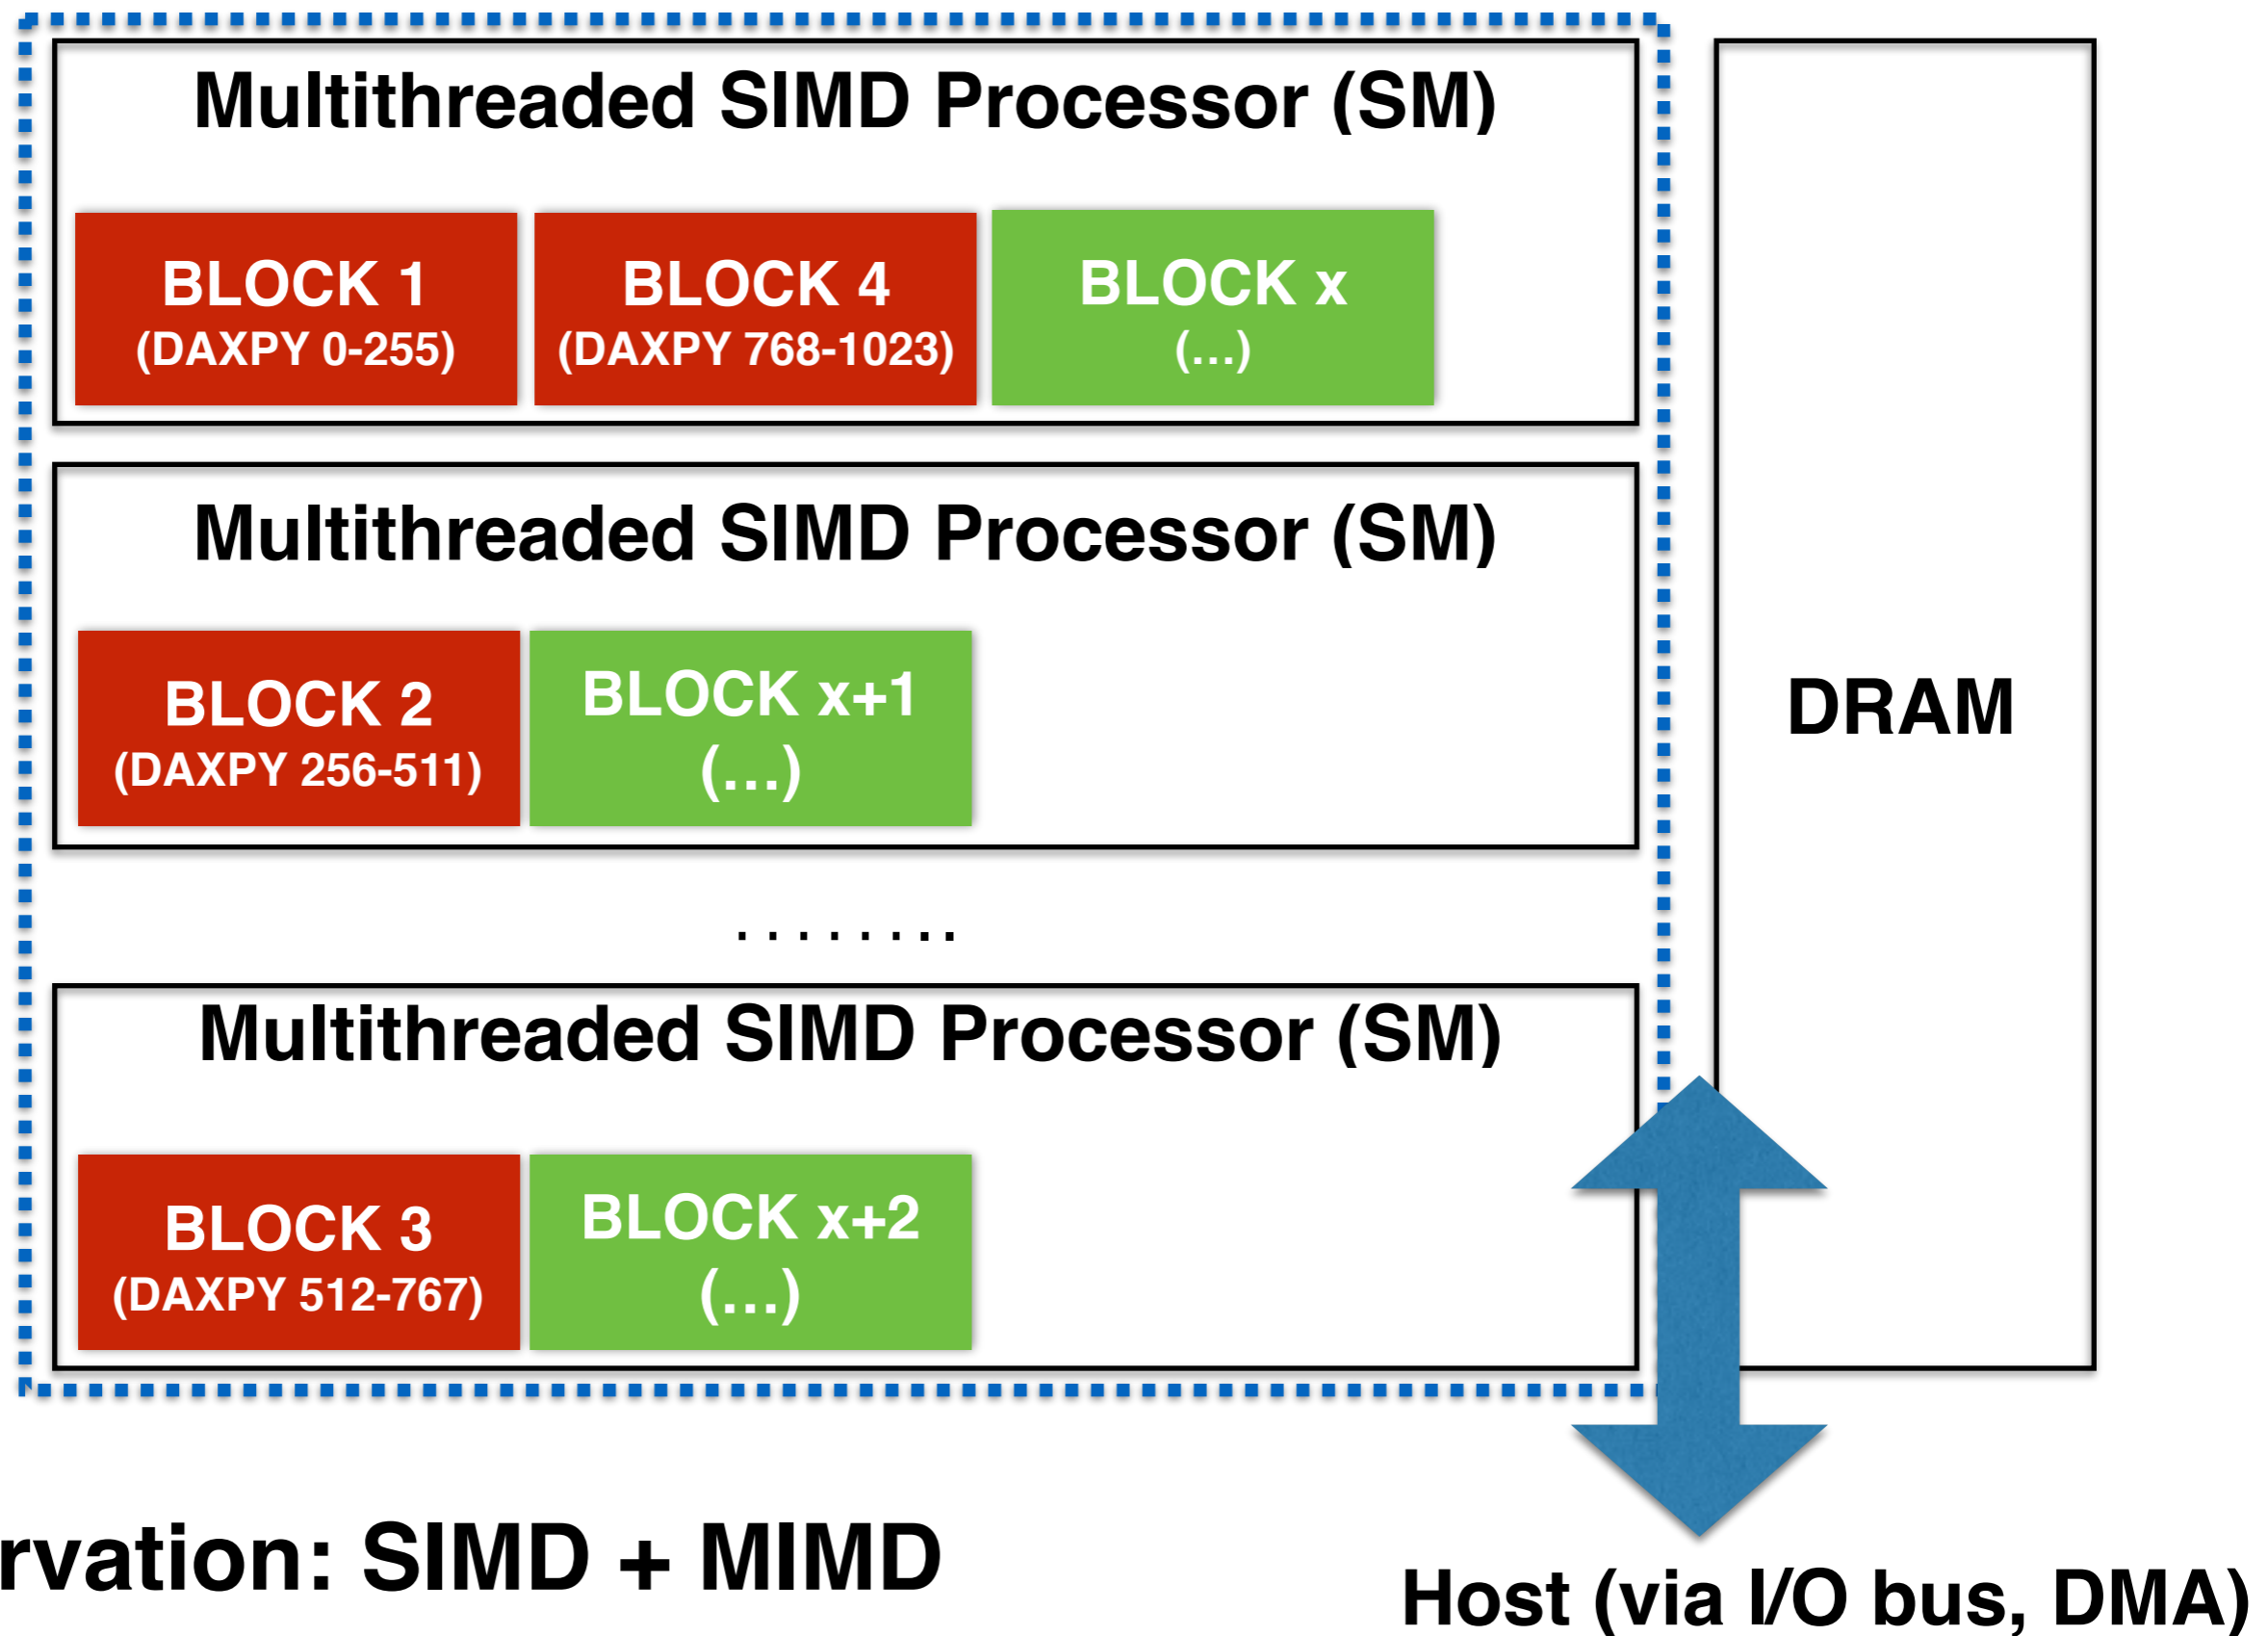 Multithreaded SIMD Processor (SM)
BLOCK 1
(DAXPY 0-255)
BLOCK 4
(DAXPY 768-1023)
BLOCK x
(...)
Multithreaded SIMD Processor (SM)
BLOCK 2
(DAXPY 256-511)
BLOCK x+1
(...)
DRAM
.........
Multithreaded SIMD Processor (SM)
BLOCK 3
(DAXPY 512-767)
BLOCK x+2
(...)
rvation: SIMD + MIMD
Host (via I/O bus, DMA)